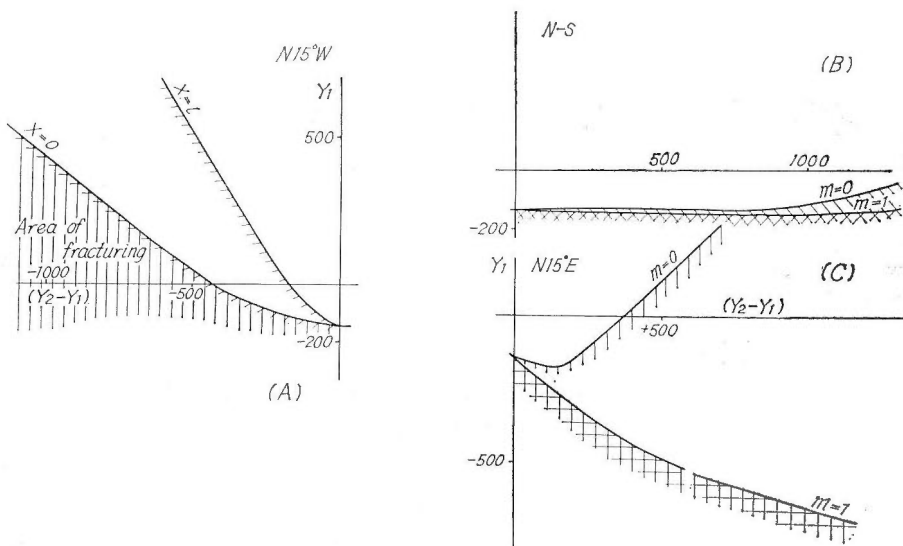 N15°W
Y1
500
X=0
X=L
Area of
fracturing
-1000
-500
(Y2-Y1)
-200
(A)
N-S
(B)
500
1000
m=0
m=1
-200
Y1
N15°E
(C)
m=0
(Y2-Y1)
+500
-500
m=1